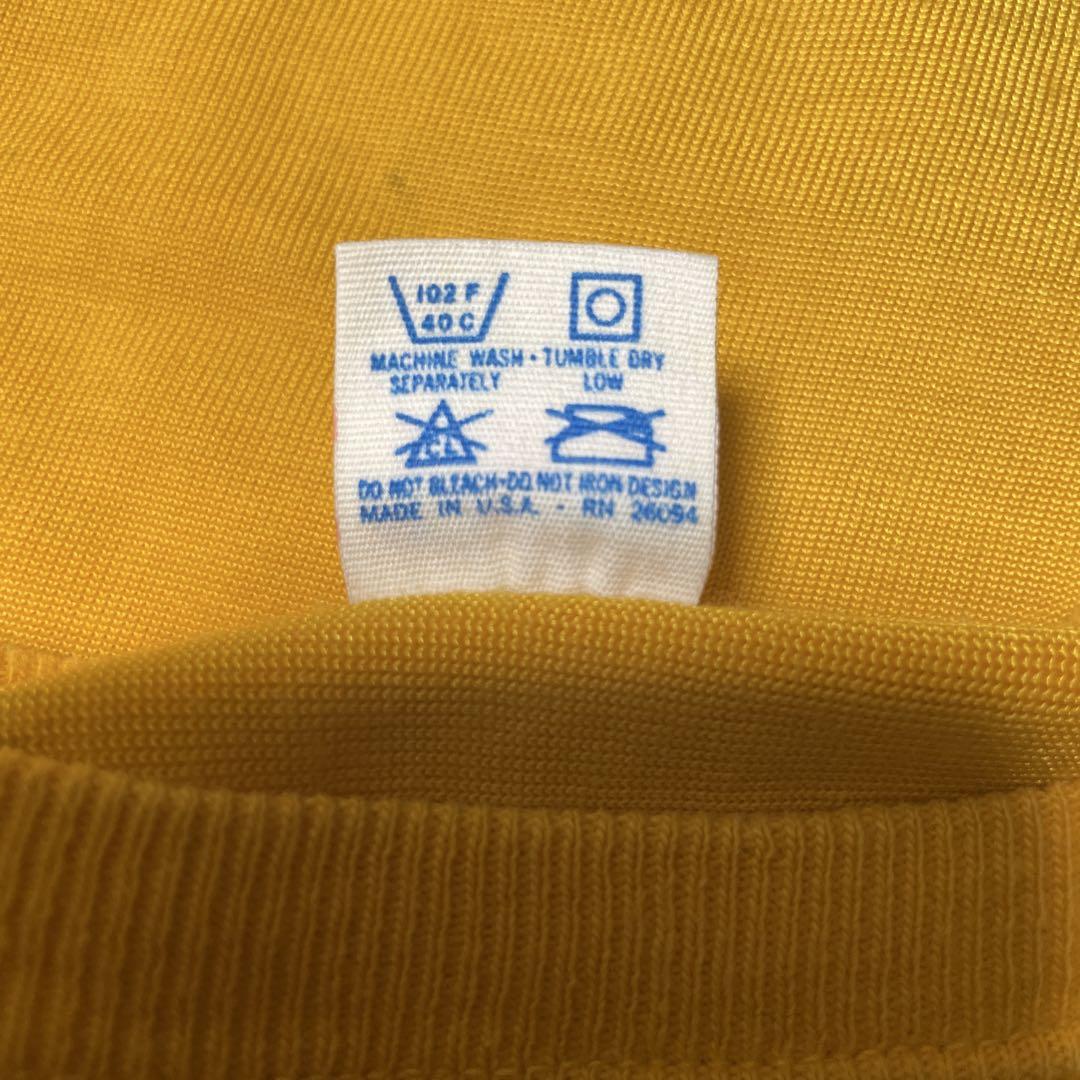 102 F
40 C
MACHINE WASH • TUMBLE DRY
SEPARATELY LOW
CL
DO NOT BLEACH•DO NOT IRON DESIGN
MADE IN U.S.A. - RN 26094